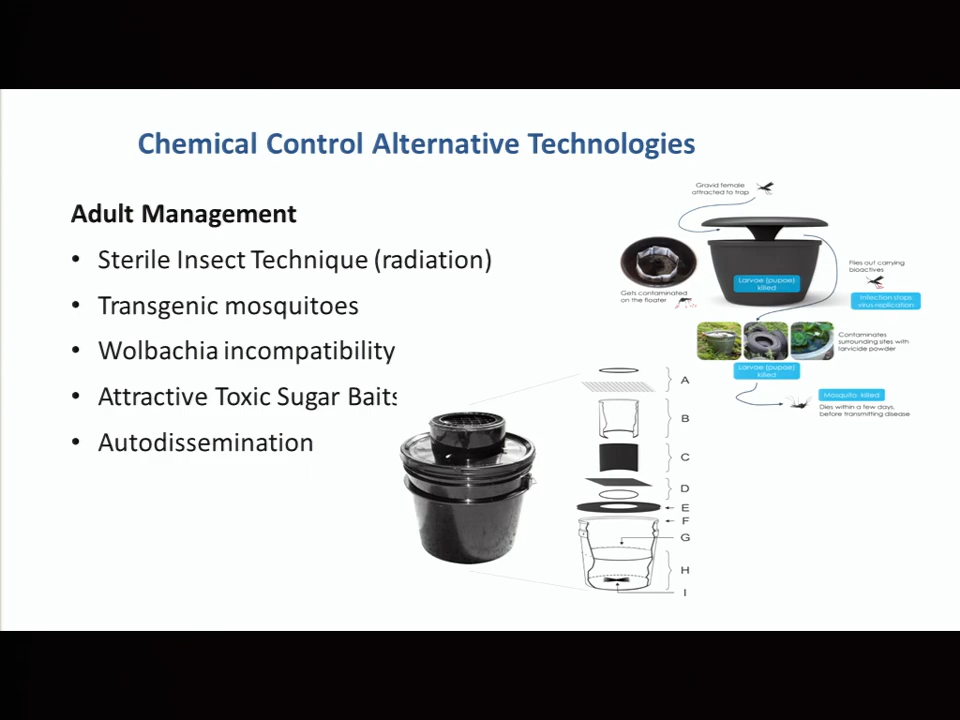 Chemical Control Alternative Technologies
Adult Management
• Sterile Insect Technique (radiation)
• Transgenic mosquitoes
• Wolbachia incompatibility
• Attractive Toxic Sugar Baits
• Autodissemination
Gravid female
attracted to trap
Larvae (pupae)
killed
Gets contaminated
on the floater
Flies out carrying
bioactives
Infection stops
virus replication
Contaminates
surrounding sites with
larvicide powder
Larvae (pupae)
killed
Mosquito killed
Dies within a few days,
before transmitting disease
A
B
C
D
E
F
G
H
I